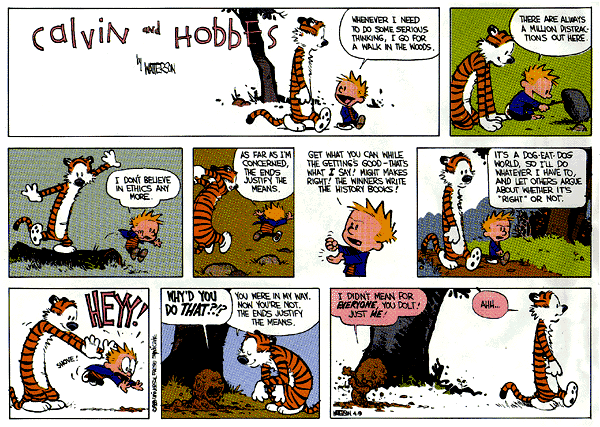 Calvin and Hobbes
by WATTERSON
WHENEVER I NEED
TO DO SOME SERIOUS
THINKING, I GO FOR
A WALK IN THE WOODS.
THERE ARE ALWAYS
A MILLION DISTRAC-
TIONS OUT HERE.
I DON'T BELIEVE
IN ETHICS ANY
MORE.
AS FAR AS I'M
CONCERNED,
THE ENDS
JUSTIFY THE
MEANS.
GET WHAT YOU CAN WHILE
THE GETTING'S GOOD-THAT'S
WHAT I SAY! MIGHT MAKES
RIGHT! THE WINNERS WRITE
THE HISTORY BOOKS!
IT'S A DOG-EAT-DOG
WORLD, SO I'LL DO
WHATEVER I HAVE TO,
AND LET OTHERS ARGUE
ABOUT WHETHER IT'S
"RIGHT" OR NOT.
HEYY!
SHOVE!
WHY'D YOU
DO THAT?!?
YOU WERE IN MY WAY.
NOW YOU'RE NOT.
THE ENDS JUSTIFY
THE MEANS.
I DIDN'T MEAN FOR
EVERYONE, YOU DOLT!
JUST ME!
AHH...
WATTERSON 4-9